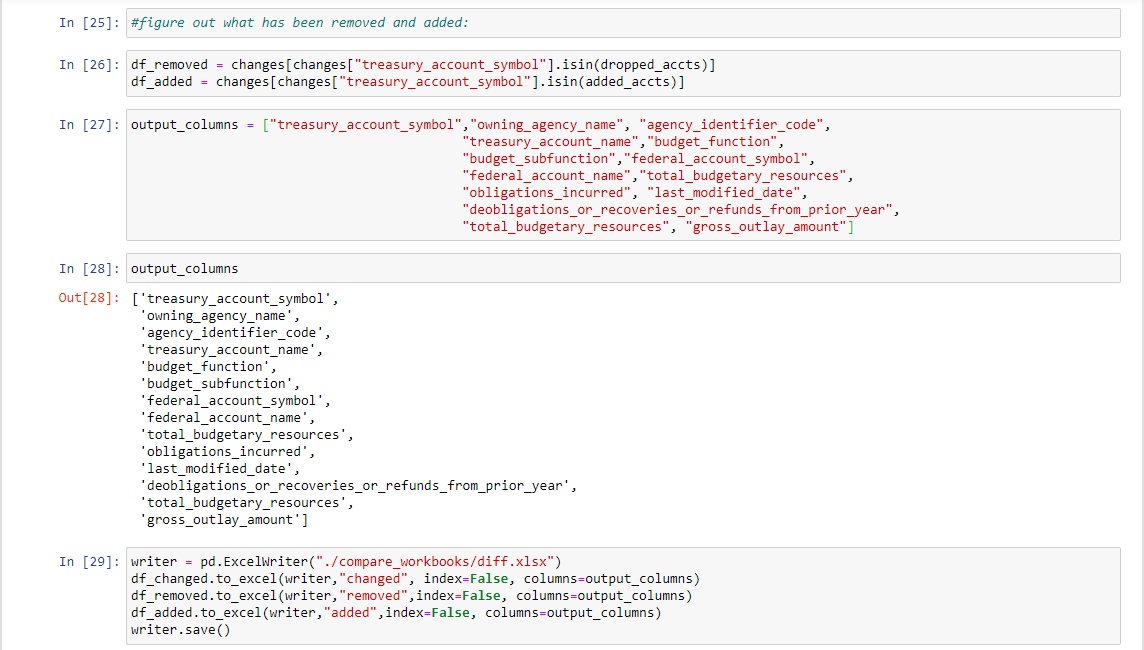 In [25]: #figure out what has been removed and added:
In [26]: df_removed = changes[changes["treasury_account_symbol"].isin(dropped_accts)]
df_added = changes[changes["treasury_account_symbol"].isin(added_accts)]
In [27]: output_columns = ["treasury_account_symbol","owning_agency_name", "agency_identifier_code",
"treasury_account_name","budget_function",
"budget_subfunction","federal_account_symbol",
"federal_account_name","total_budgetary_resources",
"obligations_incurred", "last_modified_date",
"deobligations_or_recoveries_or_refunds_from_prior_year",
"total_budgetary_resources", "gross_outlay_amount"]
In [28]: output_columns
Out[28]: ['treasury_account_symbol',
'owning_agency_name',
'agency_identifier_code',
'treasury_account_name',
'budget_function',
'budget_subfunction',
'federal_account_symbol',
'federal_account_name',
'total_budgetary_resources',
'obligations_incurred',
'last_modified_date',
'deobligations_or_recoveries_or_refunds_from_prior_year',
'total_budgetary_resources',
'gross_outlay_amount']
In [29]: writer = pd.ExcelWriter("./compare_workbooks/diff.xlsx")
df_changed.to_excel(writer,"changed", index=False, columns=output_columns)
df_removed.to_excel(writer,"removed",index=False, columns=output_columns)
df_added.to_excel(writer,"added",index=False, columns=output_columns)
writer.save()